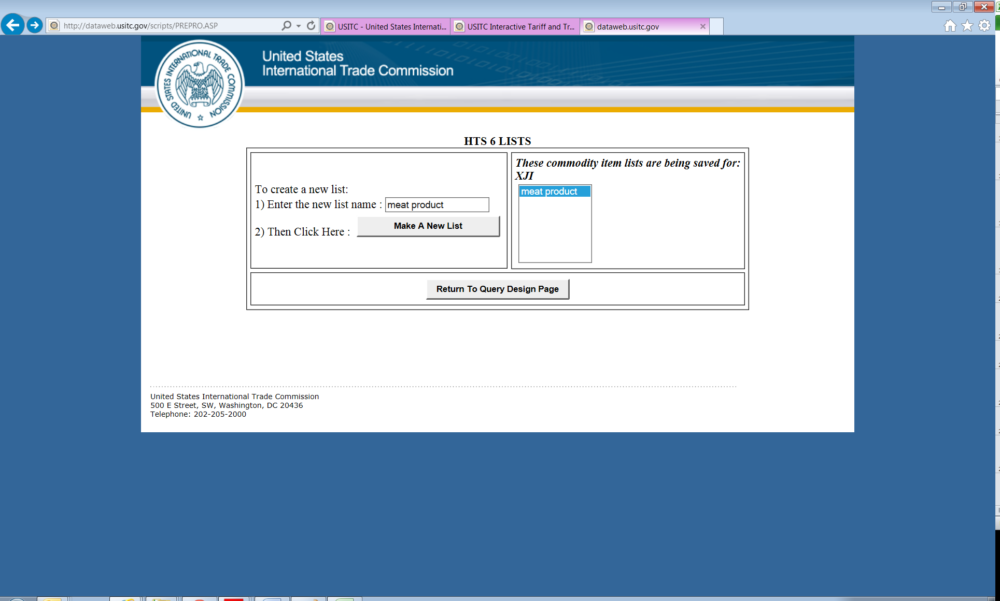 http://dataweb.usitc.gov/scripts/PREPRO.ASP
USITC - United States Internati...
USITC Interactive Tariff and Tr...
dataweb.usitc.gov
UNITED STATES INTERNATIONAL TRADE COMMISSION
United States
International Trade Commission
HTS 6 LISTS
To create a new list:
1) Enter the new list name : meat product
2) Then Click Here : Make A New List
These commodity item lists are being saved for:
XJI
meat product
Return To Query Design Page
United States International Trade Commission
500 E Street, SW, Washington, DC 20436
Telephone: 202-205-2000